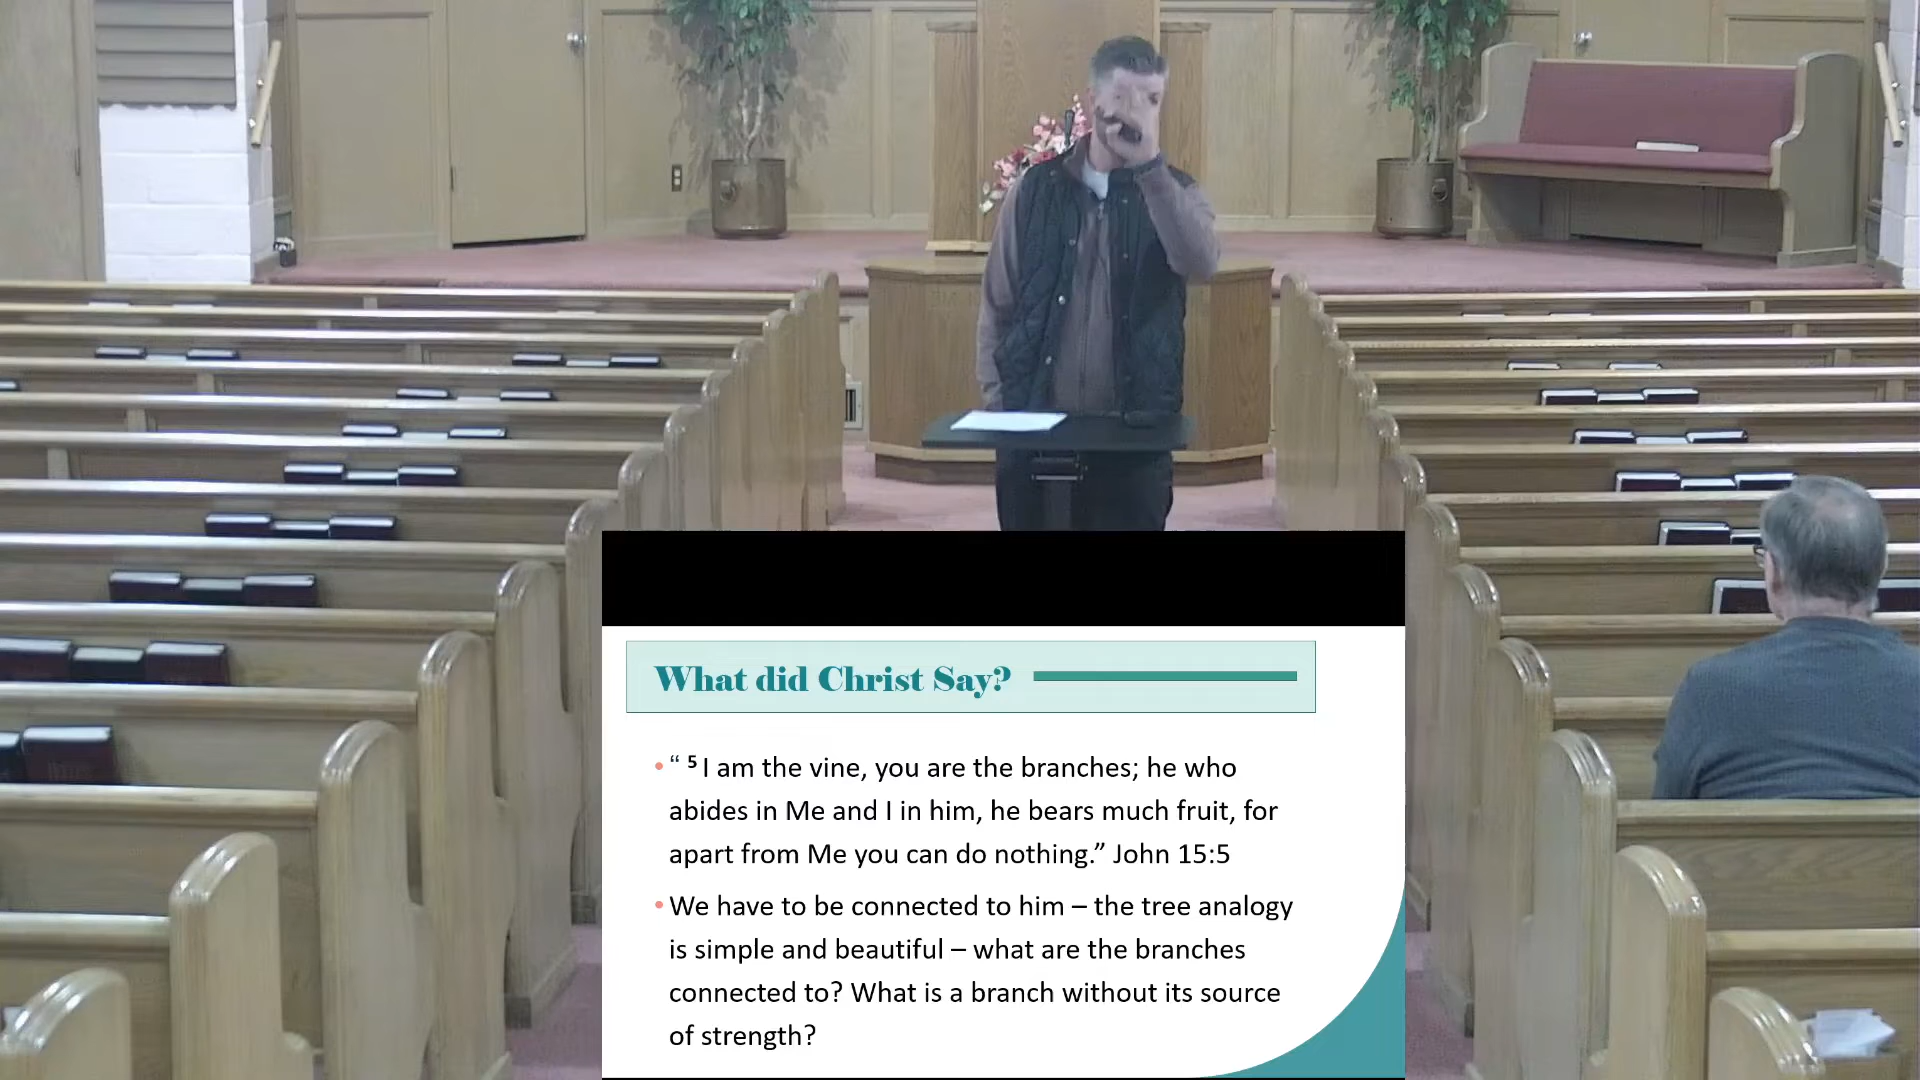 What did Christ Say?
• “ 5 I am the vine, you are the branches; he who
abides in Me and I in him, he bears much fruit, for
apart from Me you can do nothing.” John 15:5
• We have to be connected to him – the tree analogy
is simple and beautiful – what are the branches
connected to? What is a branch without its source
of strength?